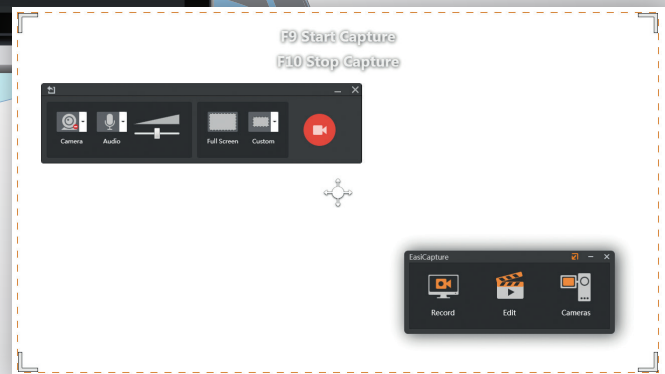 F9 Start Capture
F10 Stop Capture
Camera
Audio
Full Screen
Custom
EasiCapture
Record
Edit
Cameras